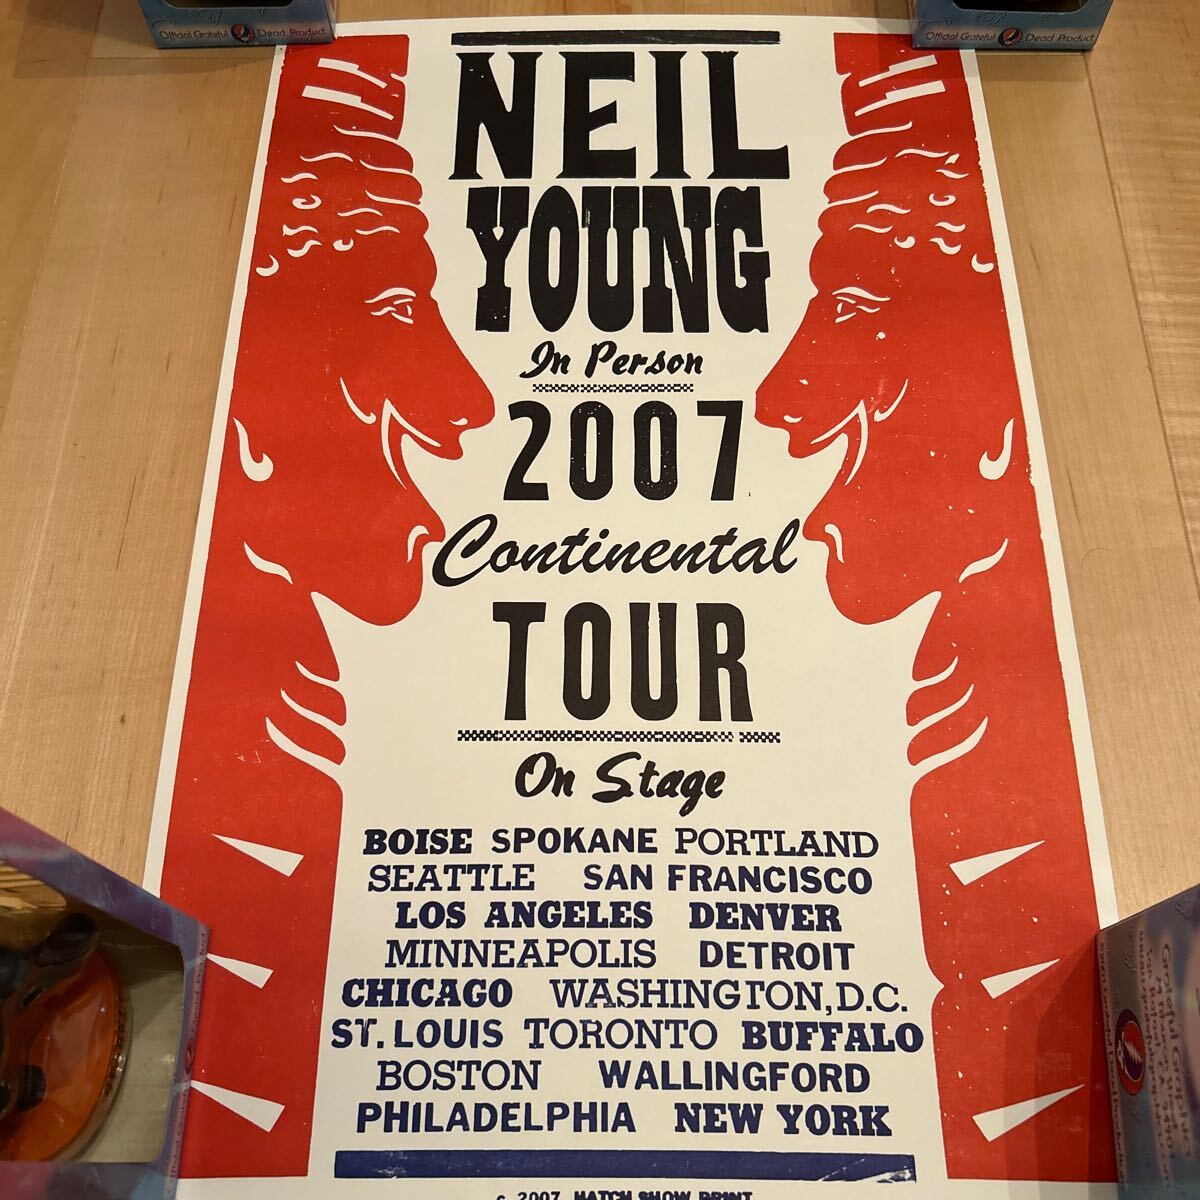 Official Grateful Dead Product
Official Grateful Dead Product
NEIL
YOUNG
In Person
2007
Continental
TOUR
On Stage
BOISE SPOKANE PORTLAND
SEATTLE SAN FRANCISCO
LOS ANGELES DENVER
MINNEAPOLIS DETROIT
CHICAGO WASHINGTON, D.C.
ST. LOUIS TORONTO BUFFALO
BOSTON WALLINGFORD
PHILADELPHIA NEW YORK
c. 2007 HATCH SHOW PRINT